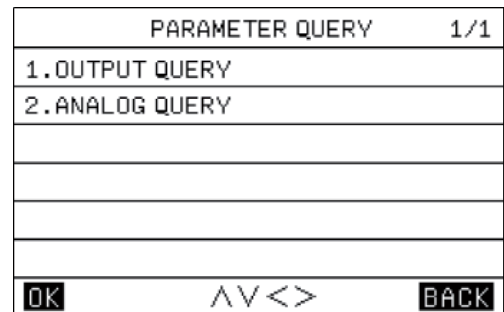 PARAMETER QUERY 1/1
1.OUTPUT QUERY
2.ANALOG QUERY
OK ∧∨<> BACK